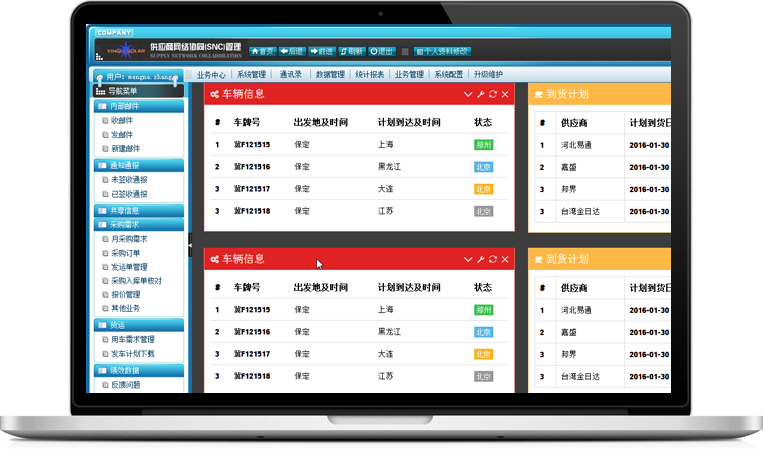 COMPANY
YINGLI SOLAR 供应商网络协同(SNC)管理
SUPPLY NETWORK COLLABORATION
首页 后退 前进 刷新 退出 个人资料修改
用户: mengna.zhang
业务中心 系统管理 通讯录 数据管理 统计报表 业务管理 系统配置 升级维护
导航菜单
内部邮件
收邮件
发邮件
新建邮件
通知通报
未签收通报
已签收通报
共享信息
采购需求
月采购需求
采购订单
发运单管理
采购入库单核对
报价管理
其他业务
货运
用车需求管理
发车计划下载
绩效数据
反馈问题
车辆信息
# 车牌号 出发地及时间 计划到达及时间 状态
1 冀F121515 保定 上海 郑州
2 冀F121516 保定 黑龙江 北京
3 冀F121517 保定 大连 北京
3 冀F121518 保定 江苏 北京
到货计划
# 供应商 计划到货日
1 河北易通 2016-01-30
2 嘉盛 2016-01-30
3 邦界 2016-01-30
3 台湾金日达 2016-01-30
车辆信息
# 车牌号 出发地及时间 计划到达及时间 状态
1 冀F121515 保定 上海 郑州
2 冀F121516 保定 黑龙江 北京
3 冀F121517 保定 大连 北京
3 冀F121518 保定 江苏 北京
到货计划
# 供应商 计划到货日
1 河北易通 2016-01-30
2 嘉盛 2016-01-30
3 邦界 2016-01-30
3 台湾金日达 2016-01-30